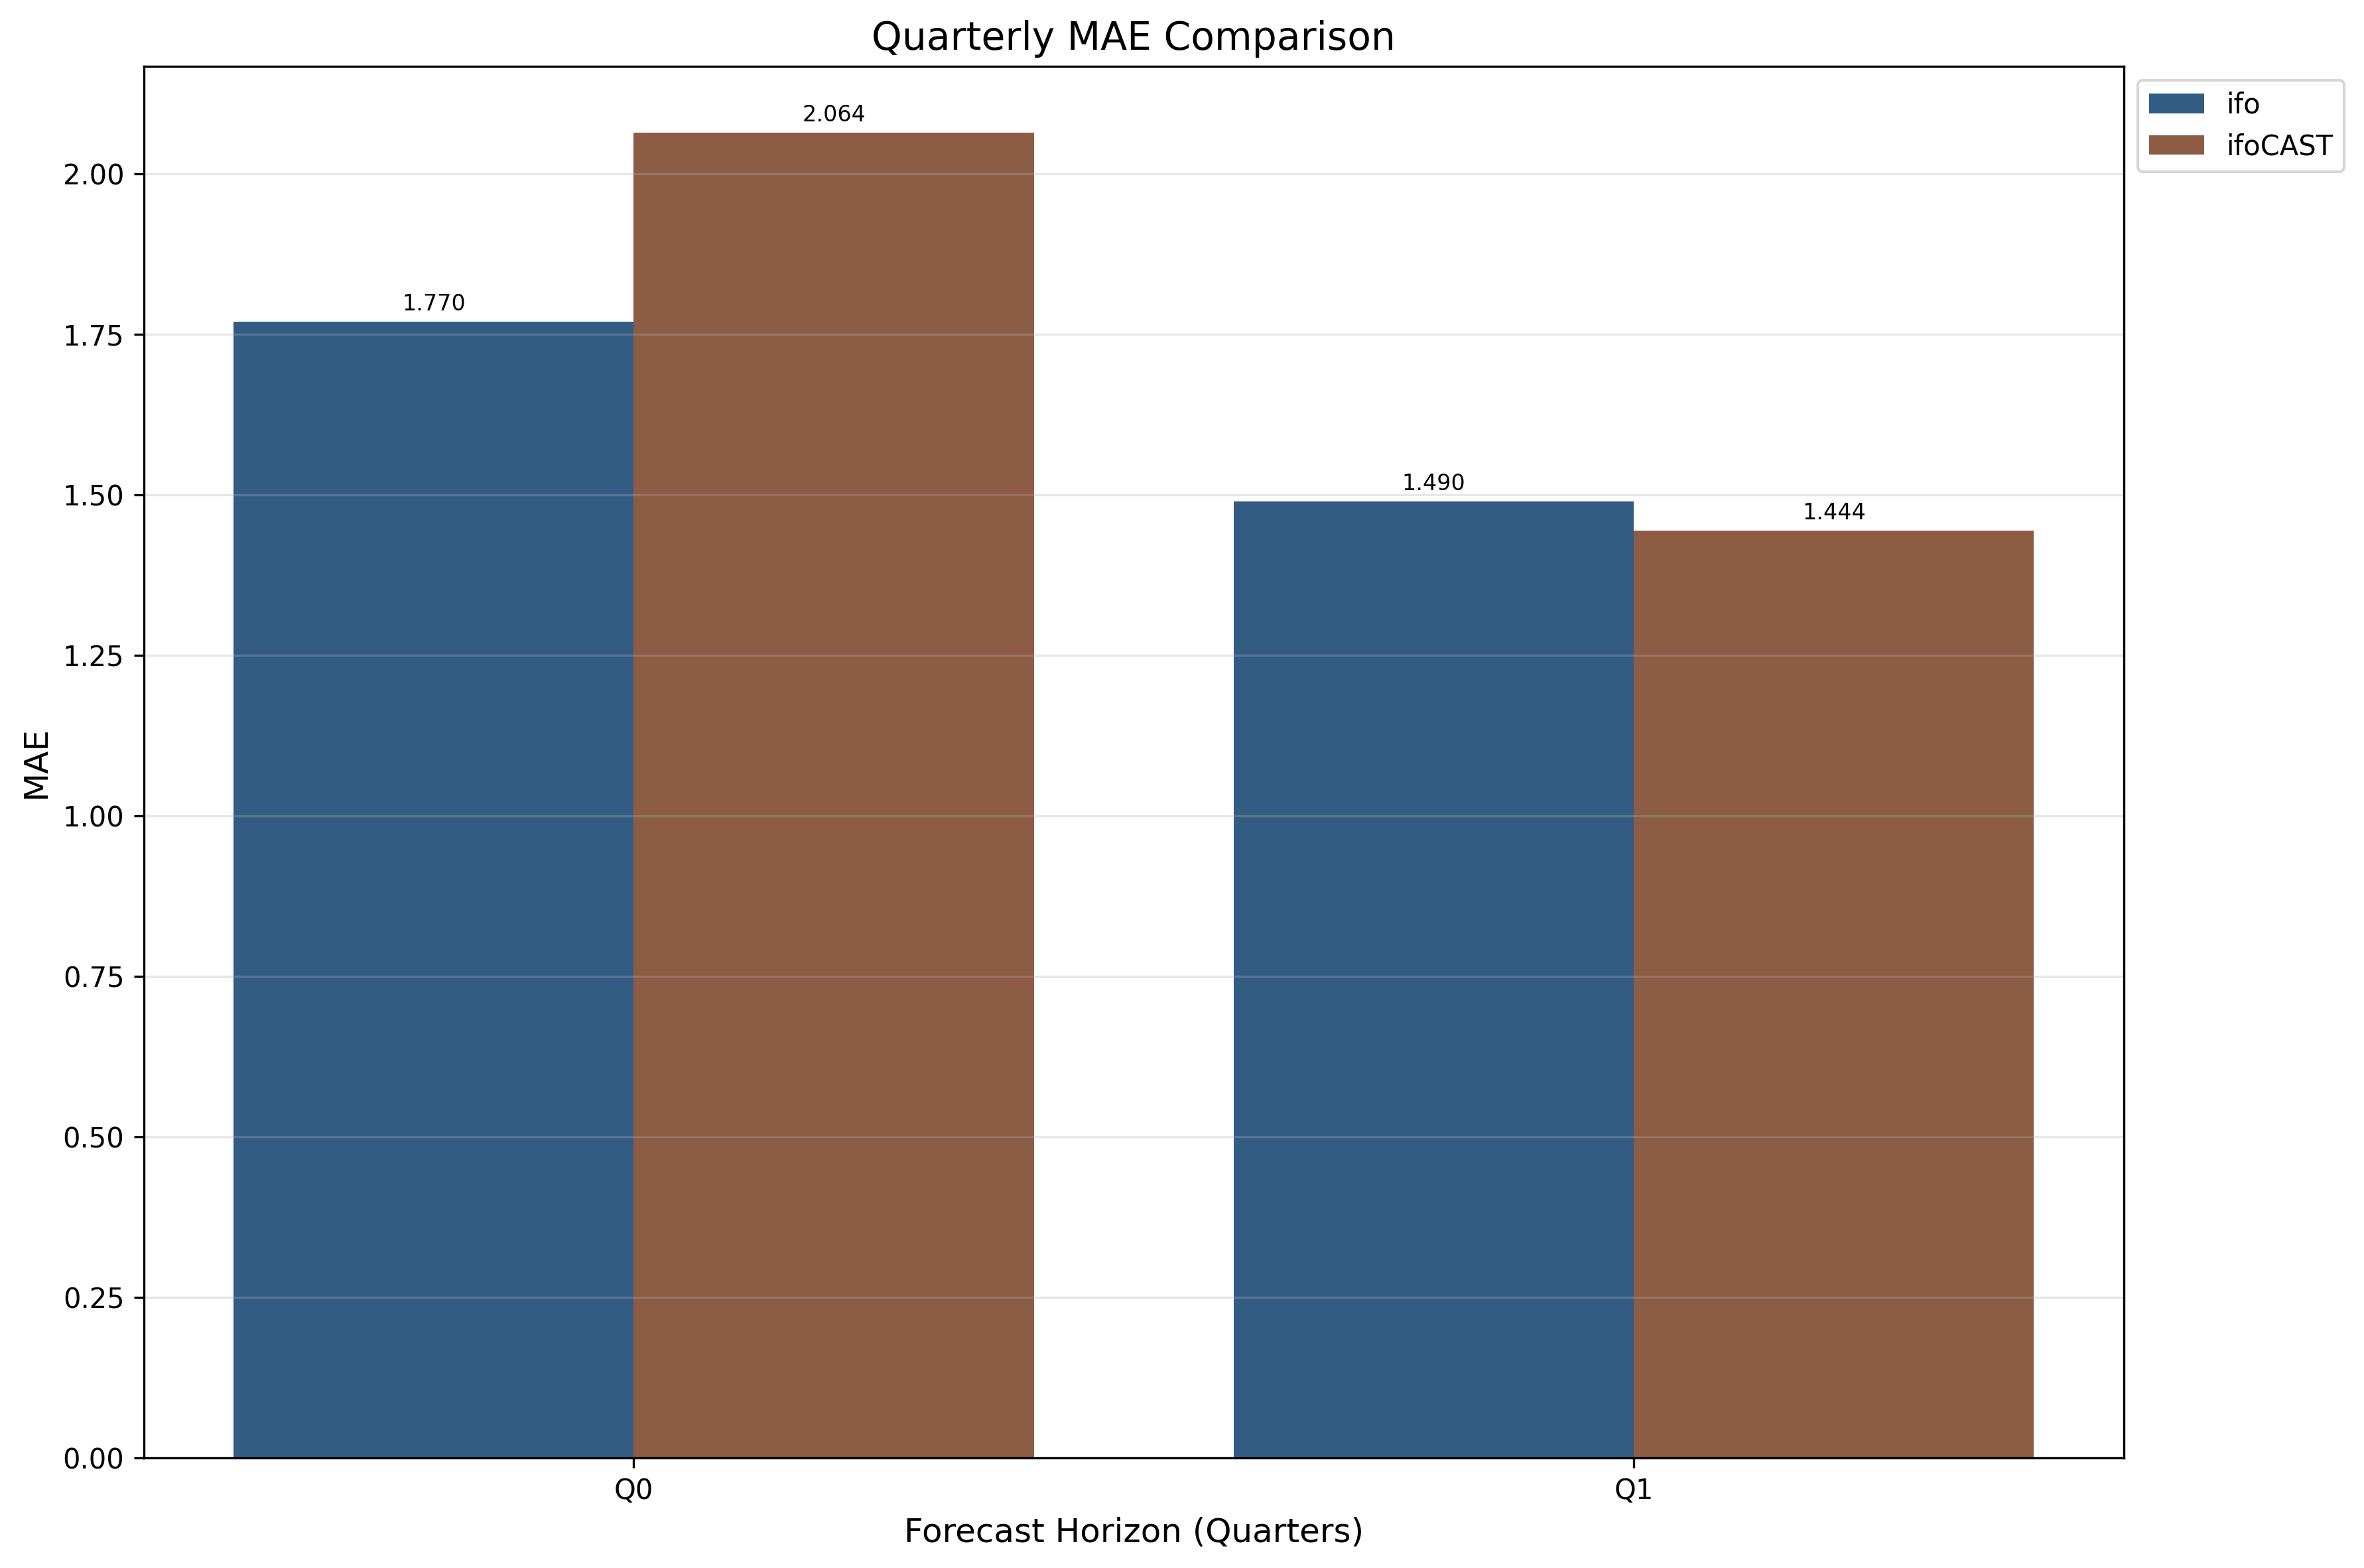 Quarterly MAE Comparison
ifo
ifoCAST
MAE
2.00
1.75
1.50
1.25
1.00
0.75
0.50
0.25
0.00
1.770
2.064
1.490
1.444
Q0
Q1
Forecast Horizon (Quarters)